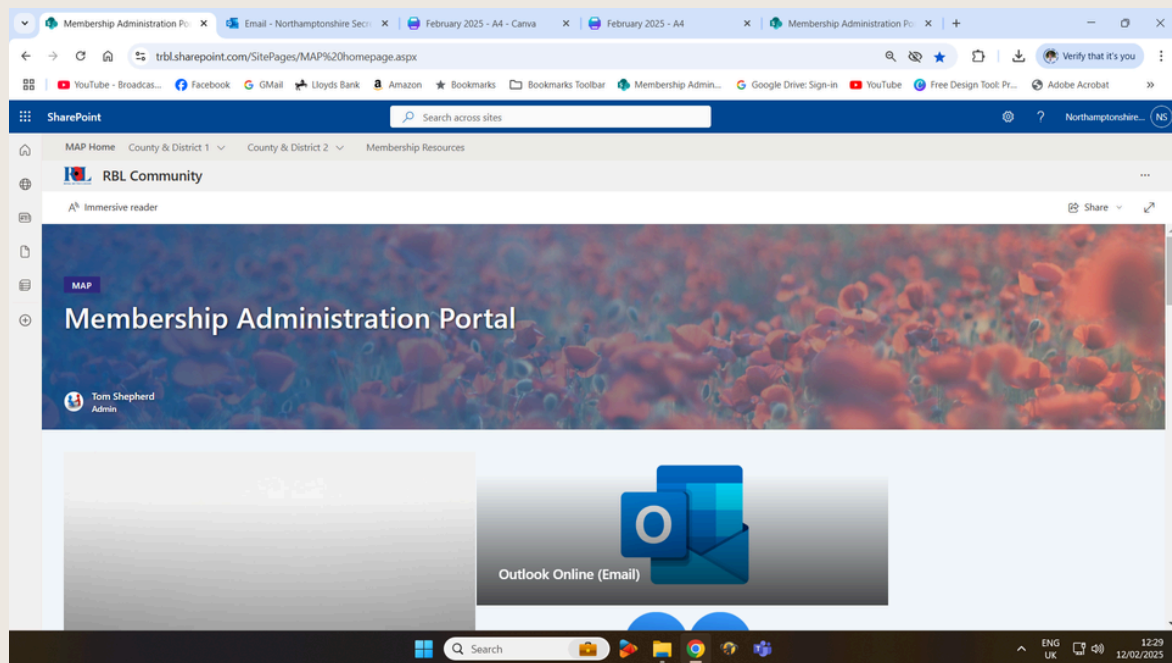 Membership Administration Po
Email - Northamptonshire Secr
February 2025 - A4 - Canva
February 2025 - A4
Membership Administration Po
trbl.sharepoint.com/SitePages/MAP%20homepage.aspx
Verify that it's you
YouTube - Broadcas...
Facebook
GMail
Lloyds Bank
Amazon
Bookmarks
Bookmarks Toolbar
Membership Admin...
Google Drive: Sign-in
YouTube
Free Design Tool: Pr...
Adobe Acrobat
SharePoint
Search across sites
Northamptonshire...
NS
MAP Home
County & District 1
County & District 2
Membership Resources
RBL Community
Immersive reader
Share
MAP
Membership Administration Portal
Tom Shepherd
Admin
Outlook Online (Email)
Search
ENG
UK
12:29
12/02/2025